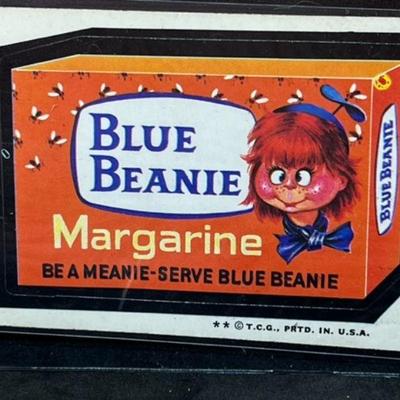 BLUE
BEANIE
Margarine
BE A MEANIE-SERVE BLUE BEANIE
BLUE BEANIE
** © T.C.G., PRTD. IN. U.S.A.